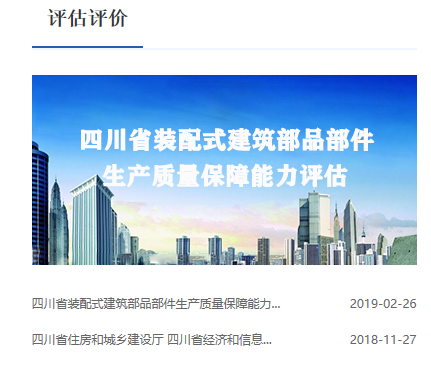 评估评价
四川省装配式建筑部品部件
生产质量保障能力评估
四川省装配式建筑部品部件生产质量保障能力... 2019-02-26
四川省住房和城乡建设厅 四川省经济和信息... 2018-11-27